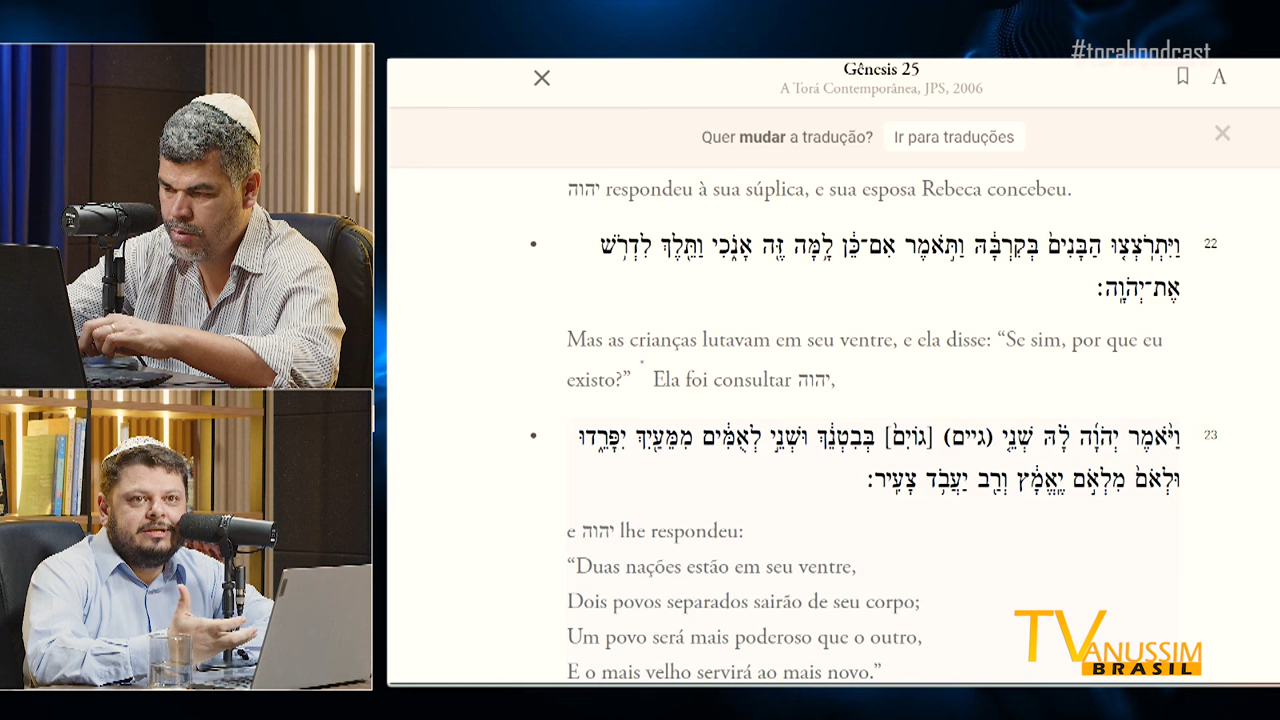 #torahpodcast
Gênesis 25
A Torá Contemporânea, JPS, 2006
A
Quer mudar a tradução? Ir para traduções
יהוה respondeu à sua súplica, e sua esposa Rebeca concebeu.
22 וַיִּתְרֹֽצְצ֤וּ הַבָּנִים֙ בְּקִרְבָּ֔הּ וַתֹּ֣אמֶר אִם־כֵּ֔ן לָ֥מָּה זֶּ֖ה אָנֹ֑כִי וַתֵּ֖לֶךְ לִדְרֹ֥שׁ
אֶת־יְהֹוָֽה׃
Mas as crianças lutavam em seu ventre, e ela disse: “Se sim, por que eu
existo?” * Ela foi consultar יהוה,
23 וַיֹּ֨אמֶר יְהֹוָ֜ה לָ֗הּ שְׁנֵ֤י (גיים) [גוֹיִם֙] בְּבִטְנֵ֔ךְ וּשְׁנֵ֣י לְאֻמִּ֔ים מִמֵּעַ֖יִךְ יִפָּרֵ֑דוּ
וּלְאֹם֙ מִלְאֹ֣ם יֶֽאֱמָ֔ץ וְרַ֖ב יַעֲבֹ֥ד צָעִֽיר׃
e יהוה lhe respondeu:
“Duas nações estão em seu ventre,
Dois povos separados sairão de seu corpo;
Um povo será mais poderoso que o outro,
E o mais velho servirá ao mais novo.”
TV ANUSSIM
BRASIL